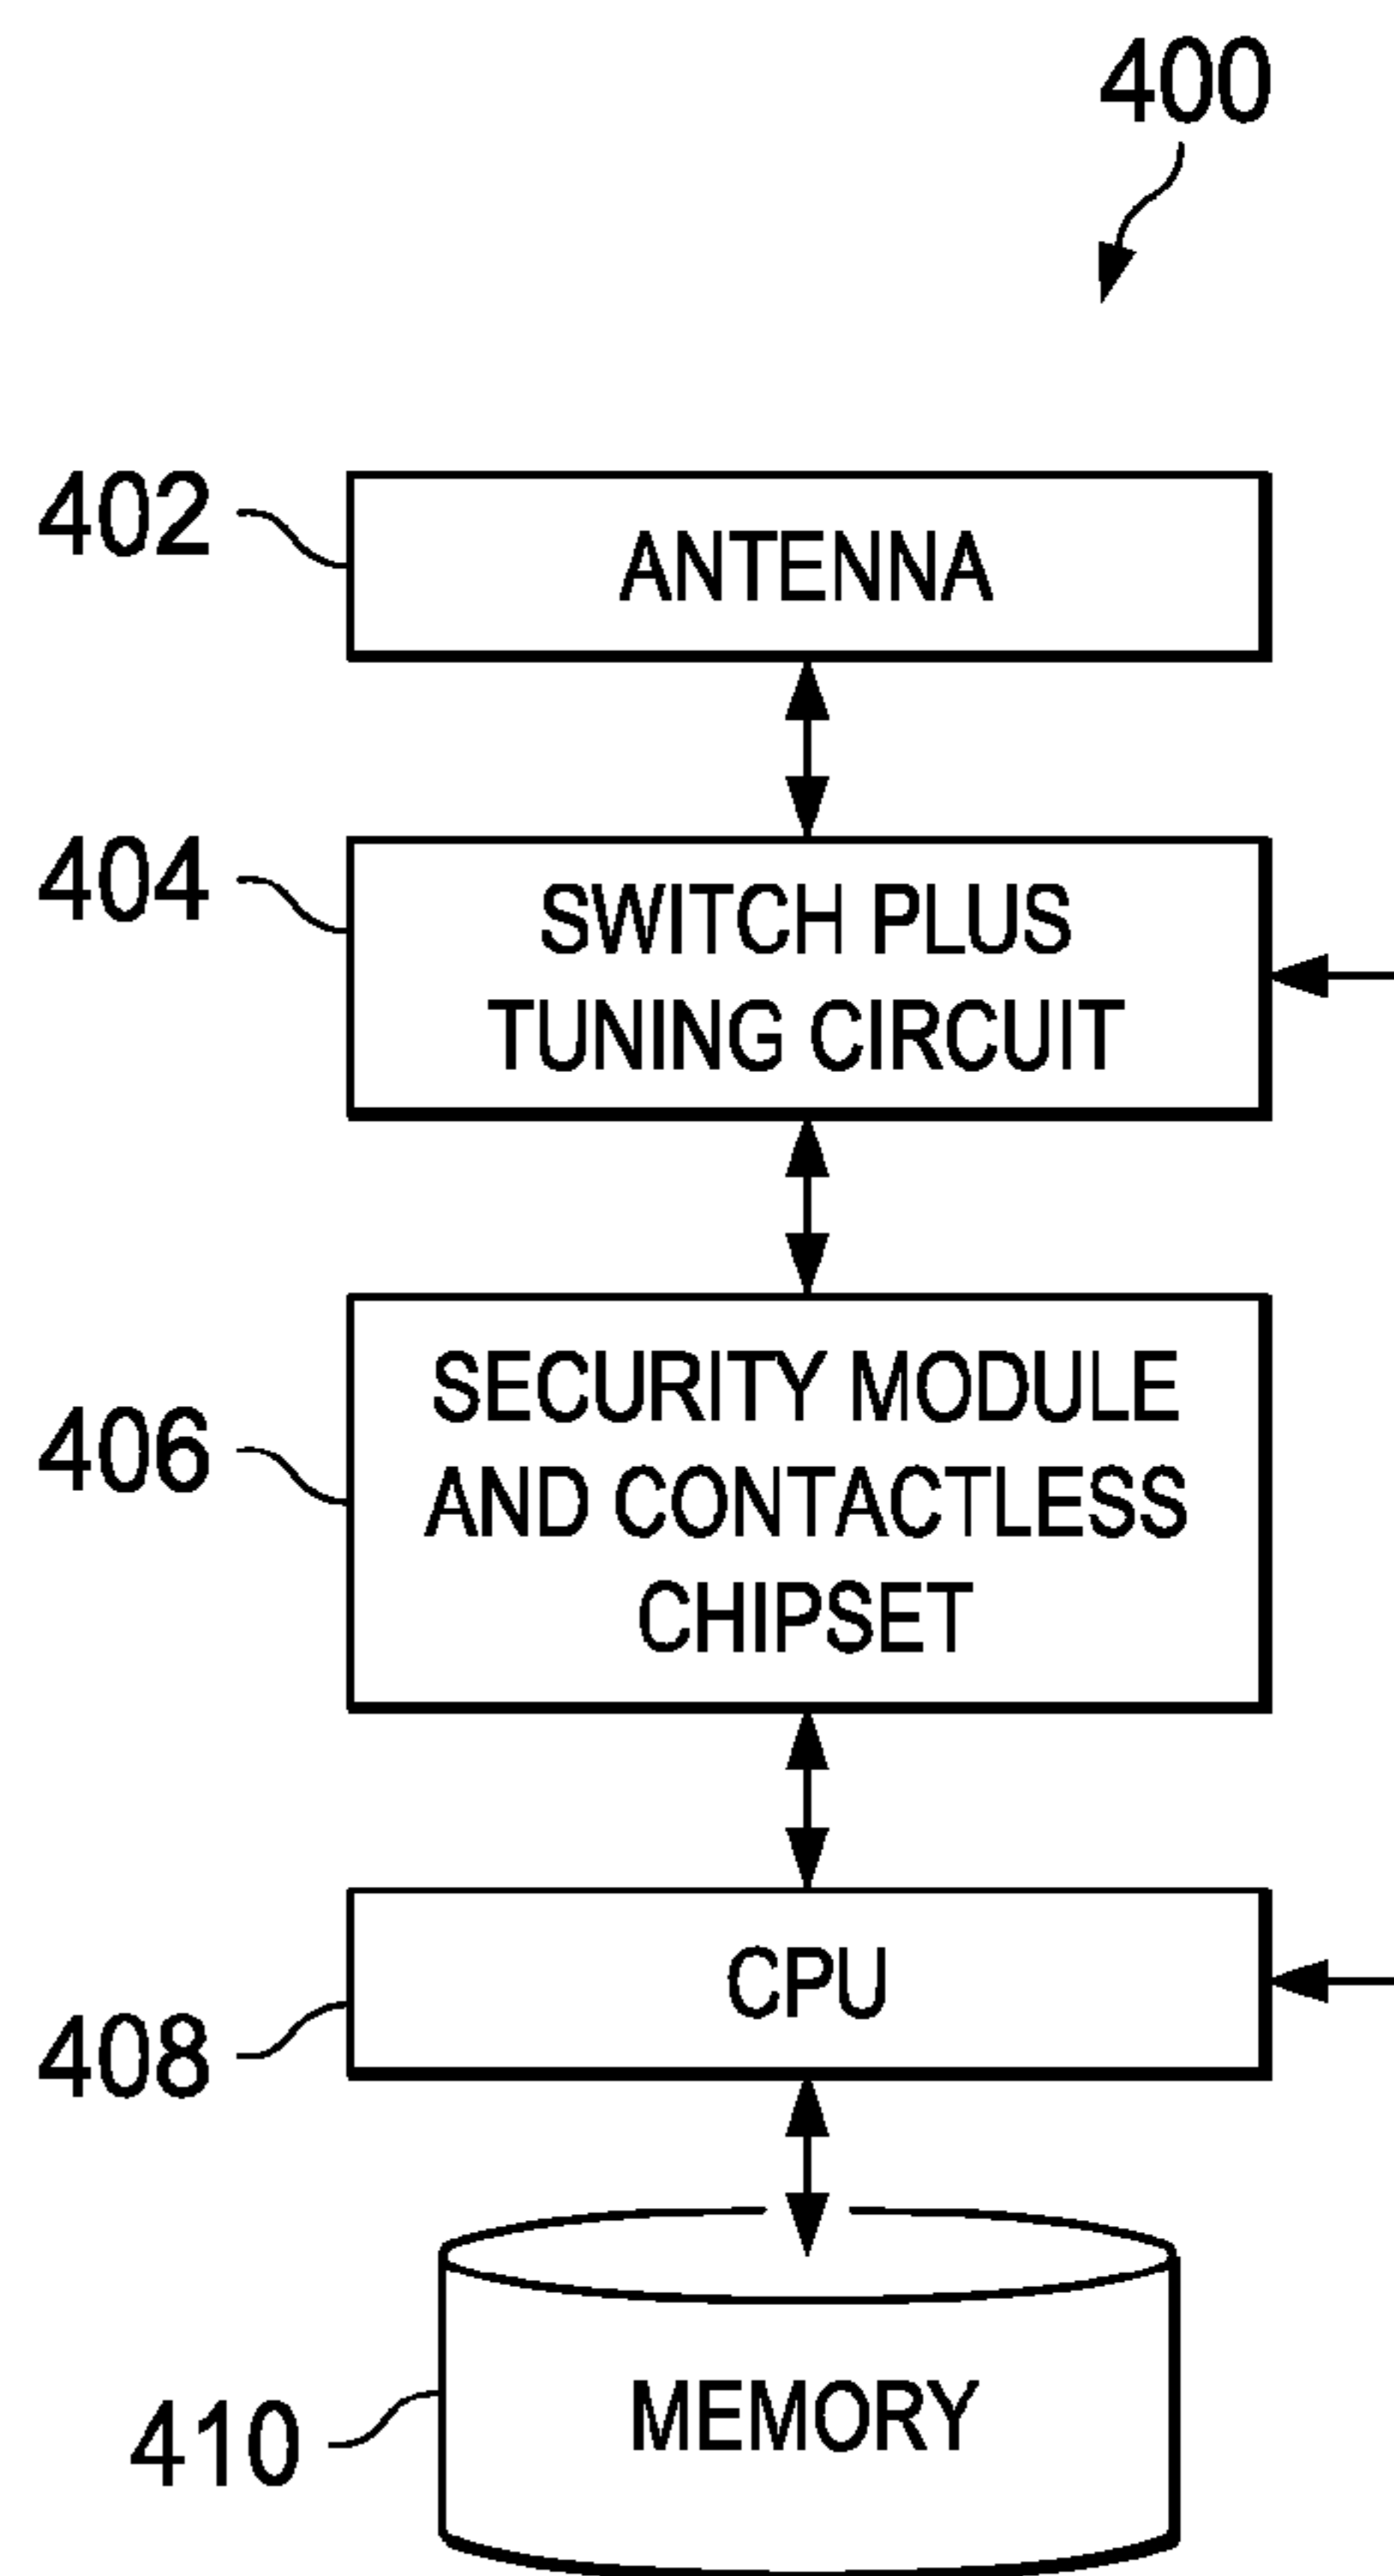 400
402
ANTENNA
404
SWITCH PLUS
TUNING CIRCUIT
406
SECURITY MODULE
AND CONTACTLESS
CHIPSET
408
CPU
410
MEMORY